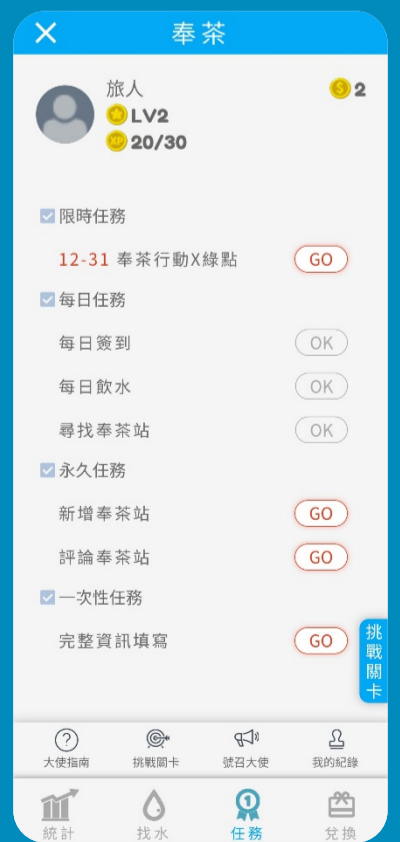 奉茶
旅人
2
LV2
XP 20/30
限時任務
12-31 奉茶行動X綠點 GO
每日任務
每日簽到 OK
每日飲水 OK
尋找奉茶站 OK
永久任務
新增奉茶站 GO
評論奉茶站 GO
一次性任務
完整資訊填寫 GO
挑戰關卡
大使指南 挑戰關卡 號召大使 我的紀錄
統計 找水 任務 兌換